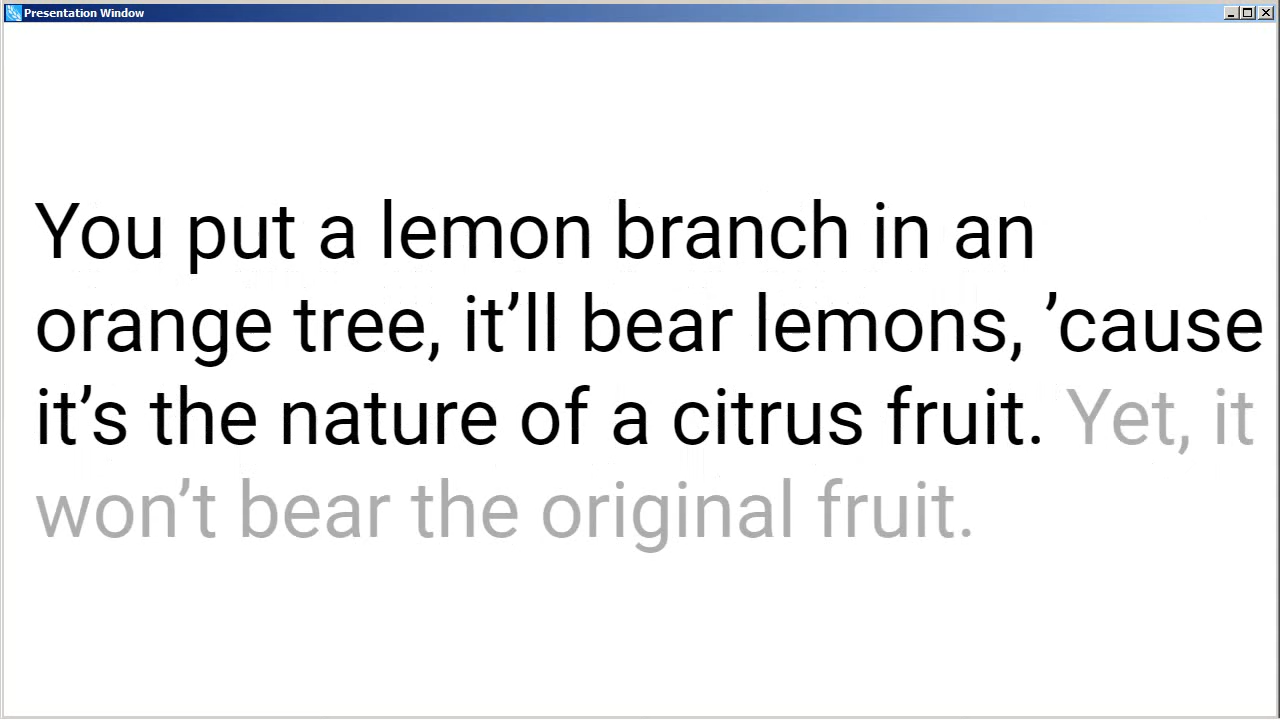 Presentation Window
You put a lemon branch in an
orange tree, it’ll bear lemons, ’cause
it’s the nature of a citrus fruit. Yet, it
won’t bear the original fruit.